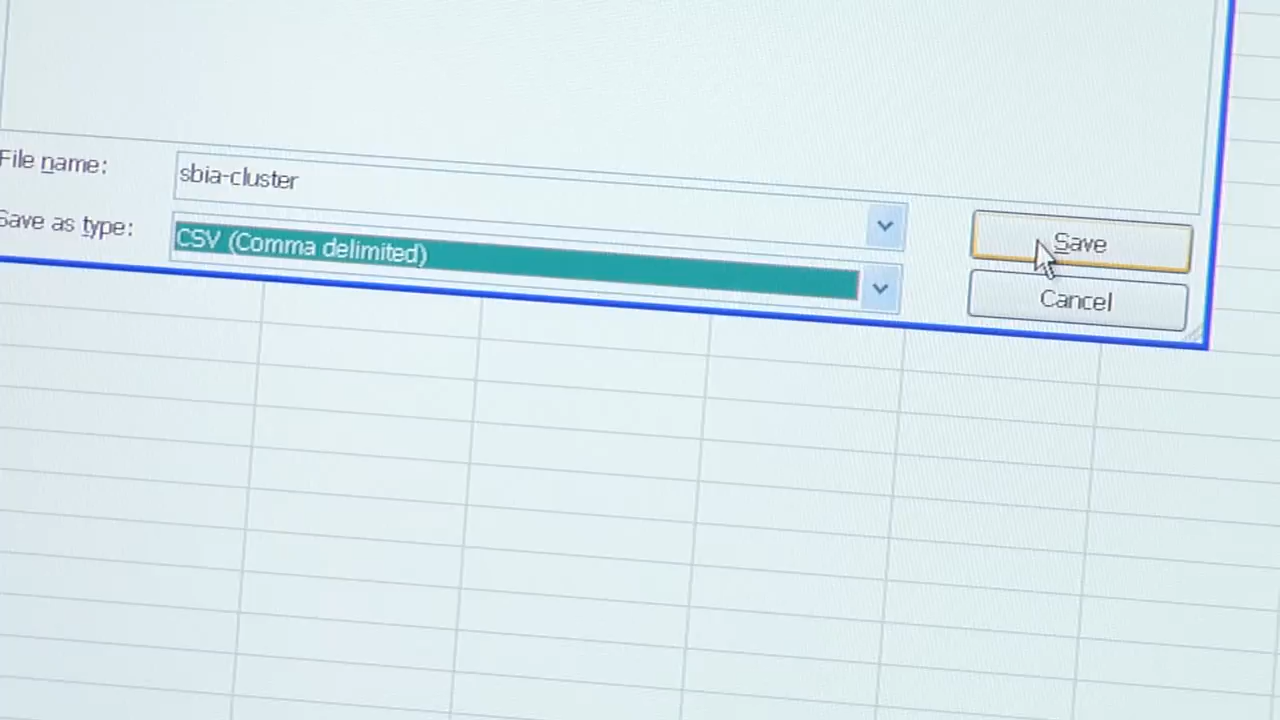 File name:
sbia-cluster
Save as type:
CSV (Comma delimited)
Save
Cancel